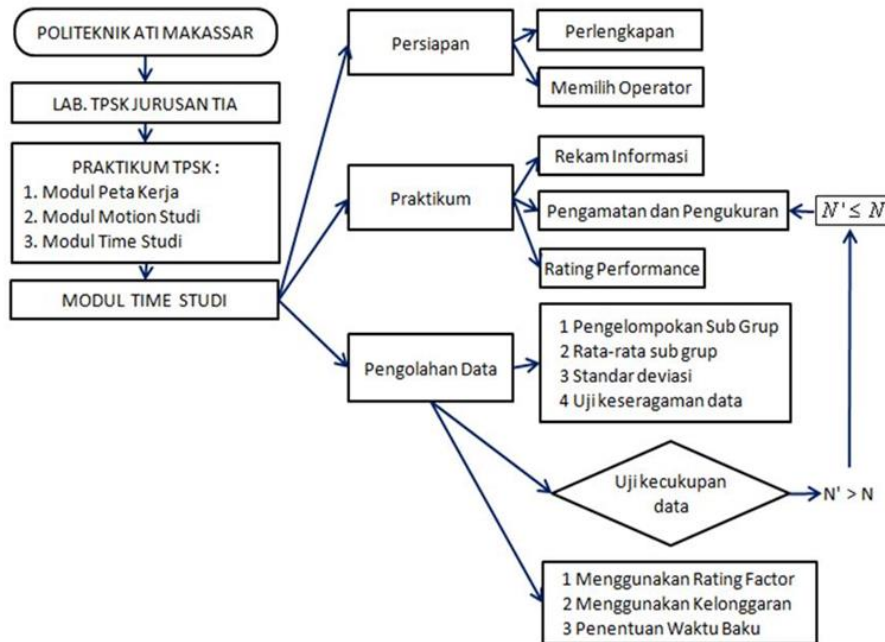 POLITEKNIK ATI MAKASSAR
LAB. TPSK JURUSAN TIA
PRAKTIKUM TPSK :
1. Modul Peta Kerja
2. Modul Motion Studi
3. Modul Time Studi
MODUL TIME STUDI
Persiapan
Perlengkapan
Memilih Operator
Praktikum
Rekam Informasi
Pengamatan dan Pengukuran
N' ≤ N
Rating Performance
Pengolahan Data
1 Pengelompokan Sub Grup
2 Rata-rata sub grup
3 Standar deviasi
4 Uji keseragaman data
Uji kecukupan
data
N' > N
1 Menggunakan Rating Factor
2 Menggunakan Kelonggaran
3 Penentuan Waktu Baku